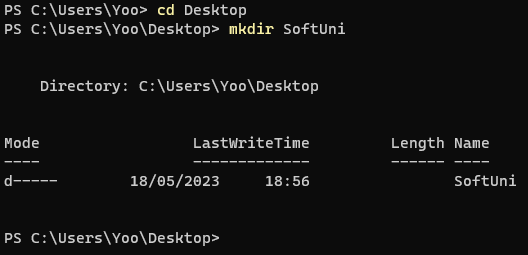 PS C:\Users\Yoo> cd Desktop
PS C:\Users\Yoo\Desktop> mkdir SoftUni
    Directory: C:\Users\Yoo\Desktop
Mode                 LastWriteTime         Length Name
----                 -------------         ------ ----
d-----        18/05/2023     18:56                SoftUni
PS C:\Users\Yoo\Desktop>